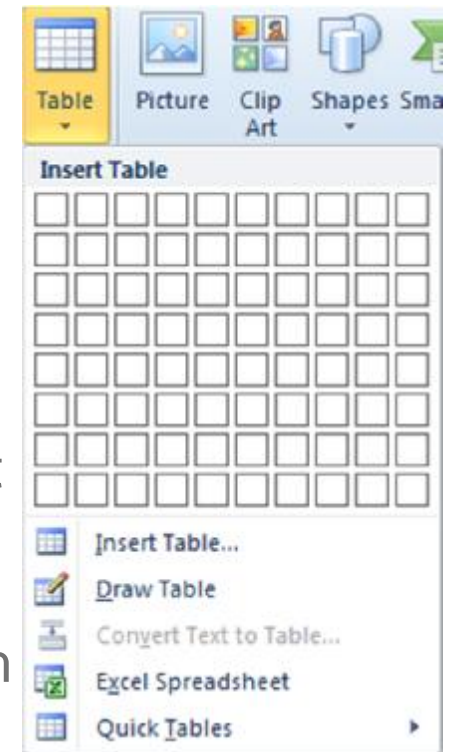 Table Picture Clip Art Shapes Sma
Insert Table
Insert Table...
Draw Table
Convert Text to Table...
Excel Spreadsheet
Quick Tables